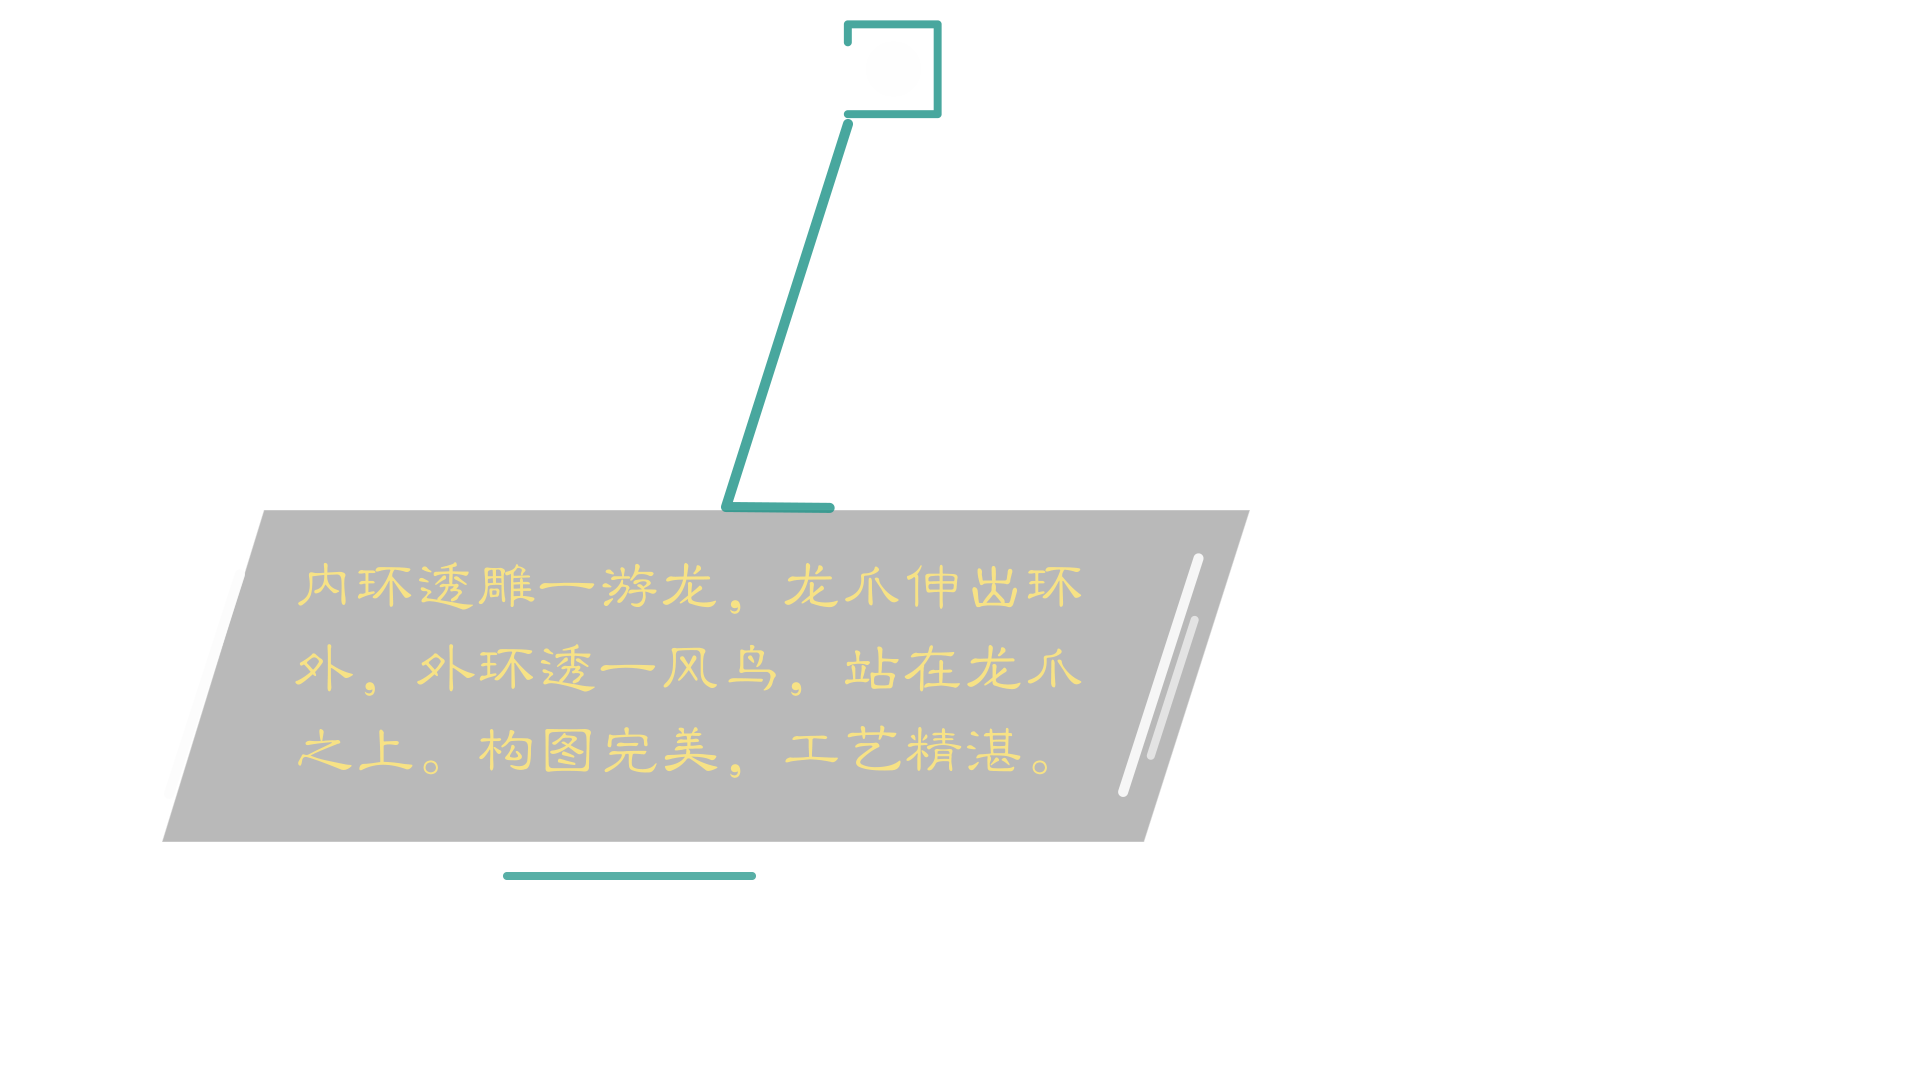 内环透雕一游龙，龙爪伸出环
外，外环透一风鸟，站在龙爪
之上。构图完美，工艺精湛。